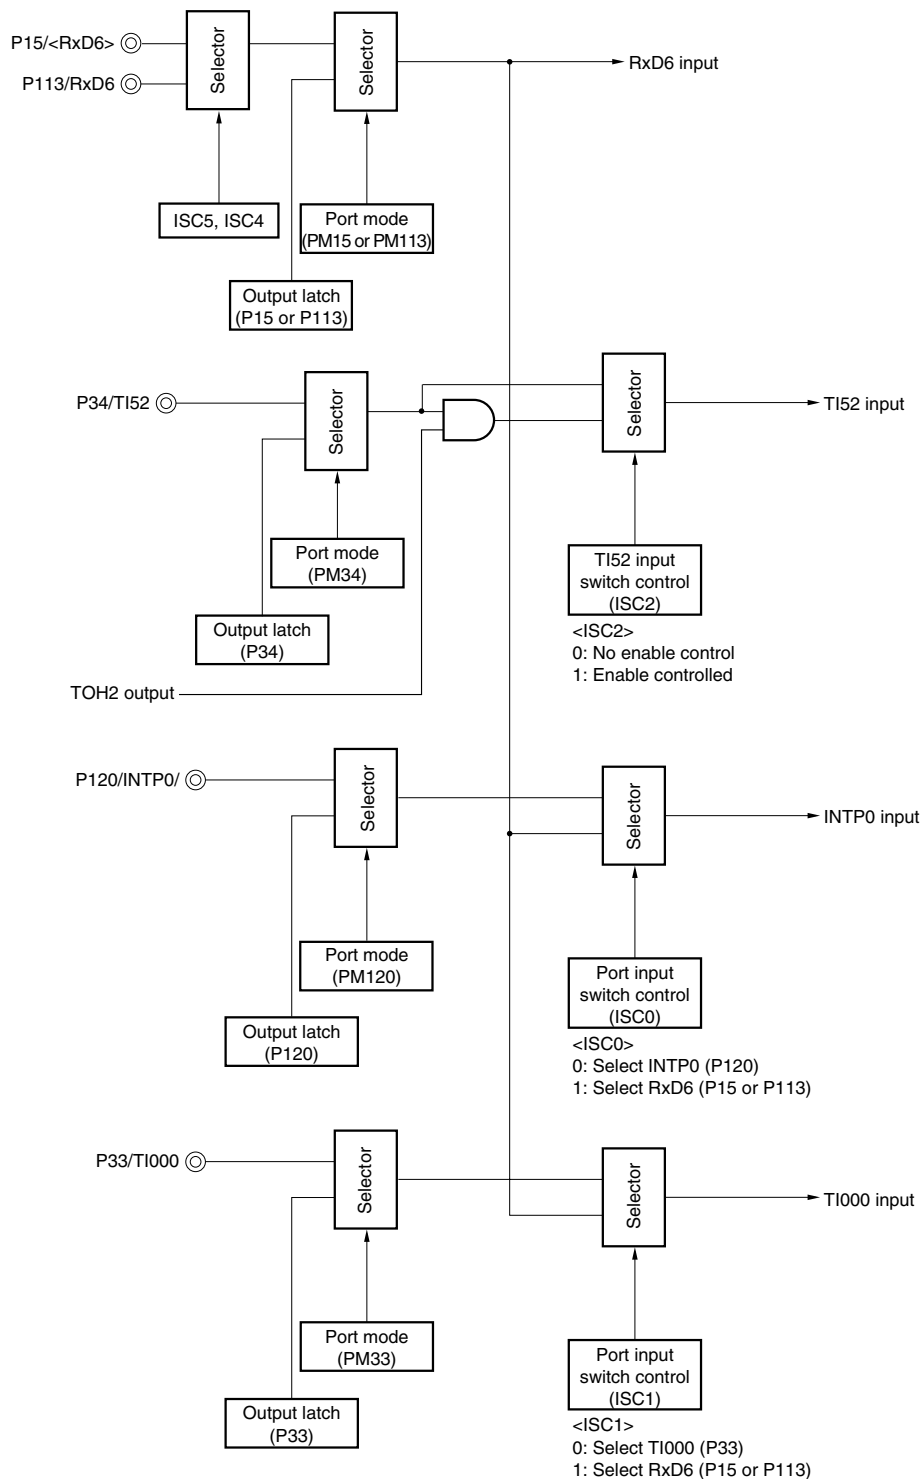 P15/<RxD6>
P113/RxD6
Selector
Selector
RxD6 input
ISC5, ISC4
Port mode
(PM15 or PM113)
Output latch
(P15 or P113)
P34/TI52
Selector
Selector
TI52 input
Port mode
(PM34)
TI52 input
switch control
(ISC2)
Output latch
(P34)
<ISC2>
0: No enable control
1: Enable controlled
TOH2 output
P120/INTP0/
Selector
Selector
INTP0 input
Port mode
(PM120)
Port input
switch control
(ISC0)
Output latch
(P120)
<ISC0>
0: Select INTP0 (P120)
1: Select RxD6 (P15 or P113)
P33/TI000
Selector
Selector
TI000 input
Port mode
(PM33)
Port input
switch control
(ISC1)
Output latch
(P33)
<ISC1>
0: Select TI000 (P33)
1: Select RxD6 (P15 or P113)